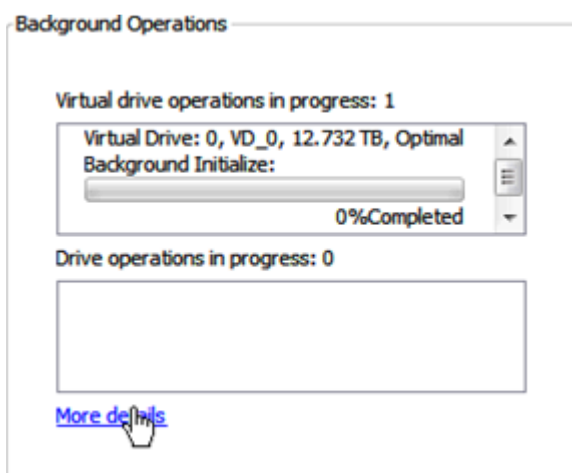 Background Operations
Virtual drive operations in progress: 1
Virtual Drive: 0, VD_0, 12.732 TB, Optimal
Background Initialize:
0%Completed
Drive operations in progress: 0
More details